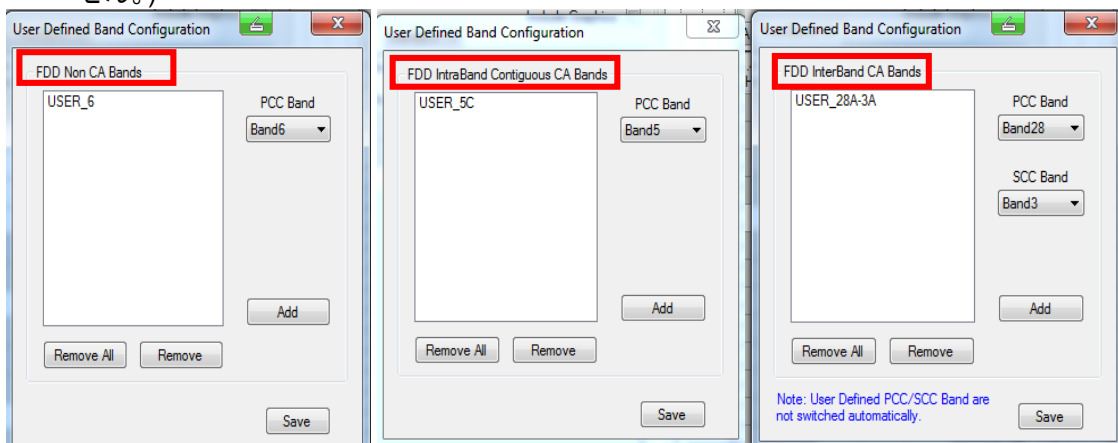 User Defined Band Configuration
FDD Non CA Bands
USER_6
PCC Band
Band6
Add
Remove All
Remove
Save
User Defined Band Configuration
FDD IntraBand Contiguous CA Bands
USER_5C
PCC Band
Band5
Add
Remove All
Remove
Save
User Defined Band Configuration
FDD InterBand CA Bands
USER_28A-3A
PCC Band
Band28
SCC Band
Band3
Add
Remove All
Remove
Note: User Defined PCC/SCC Band are
not switched automatically.
Save